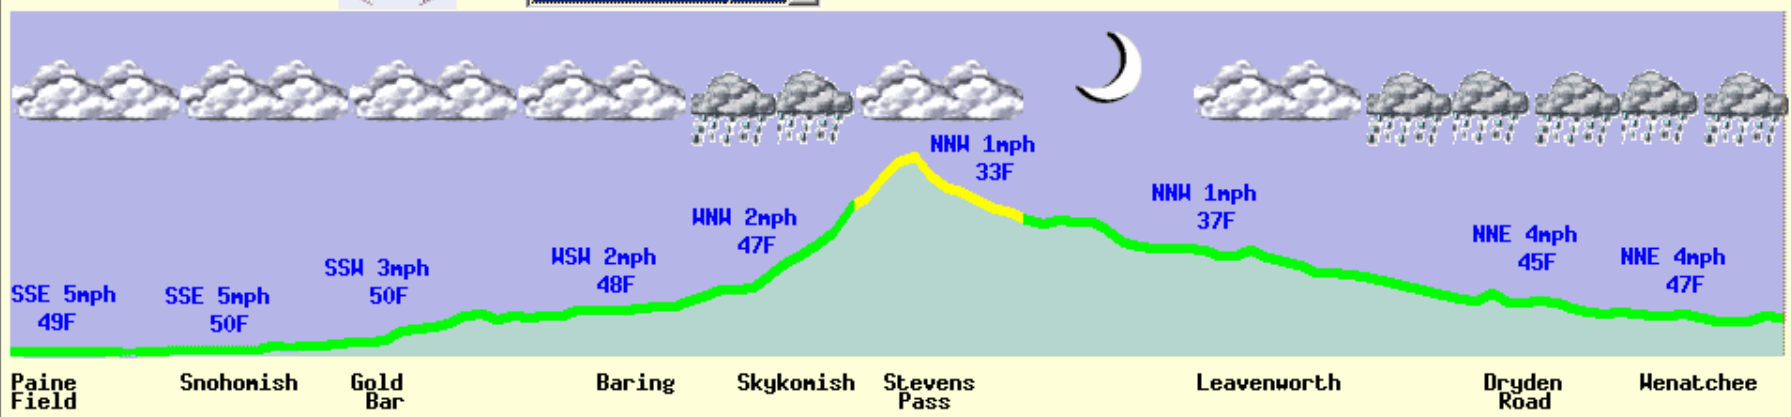 NNW 1mph
33F
NNW 1mph
37F
WNW 2mph
47F
NNE 4mph
45F
WSW 2mph
48F
NNE 4mph
47F
SSW 3mph
50F
SSE 5mph
49F
SSE 5mph
50F
Paine
Field
Snohomish
Gold
Bar
Baring
Skykomish
Stevens
Pass
Leavenworth
Dryden
Road
Wenatchee